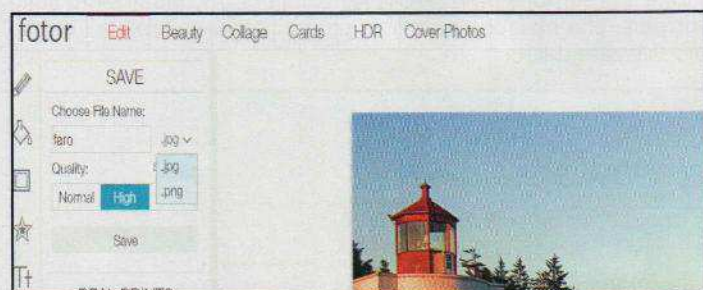 fotor Edit Beauty Collage Cards HDR Cover Photos
SAVE
Choose File Name:
faro .jpg
Quality: .jpg
Normal High .png
Save